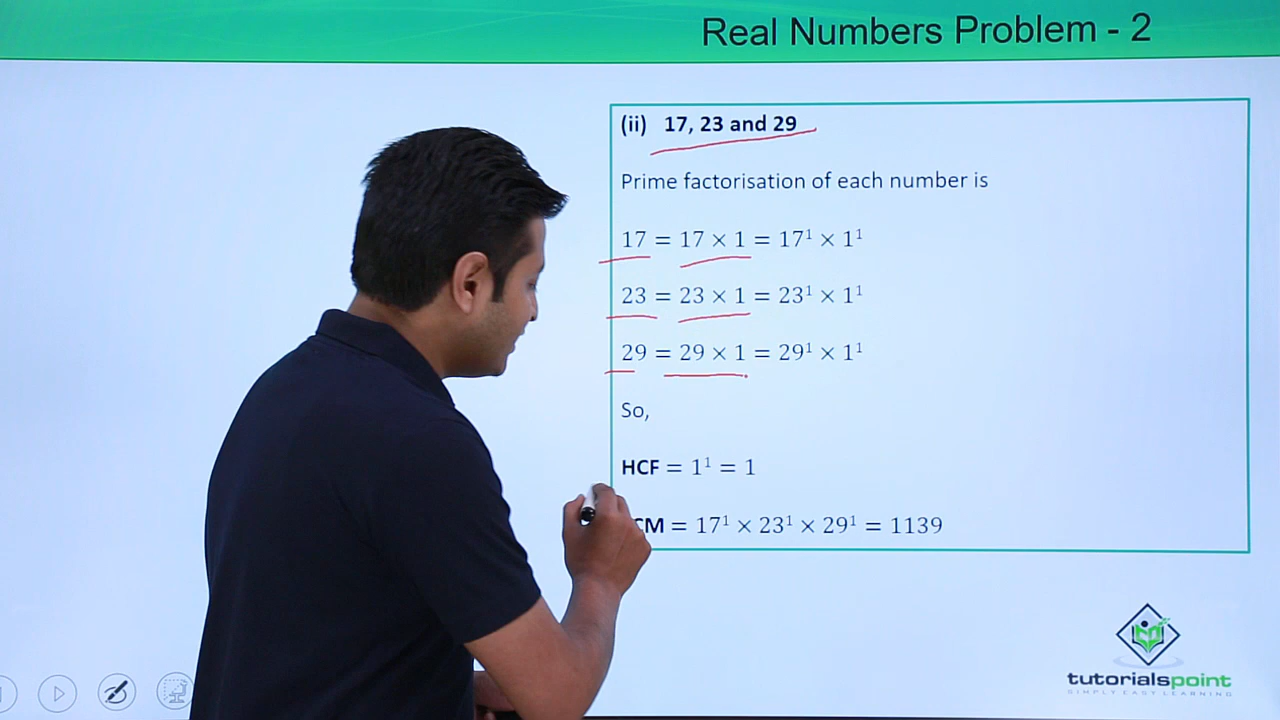 Real Numbers Problem - 2
(ii) 17, 23 and 29
Prime factorisation of each number is
17 = 17 × 1 = 17¹ × 1¹
23 = 23 × 1 = 23¹ × 1¹
29 = 29 × 1 = 29¹ × 1¹
So,
HCF = 1¹ = 1
CM = 17¹ × 23¹ × 29¹ = 1139
tutorialspoint
SIMPLY EASY LEARNING